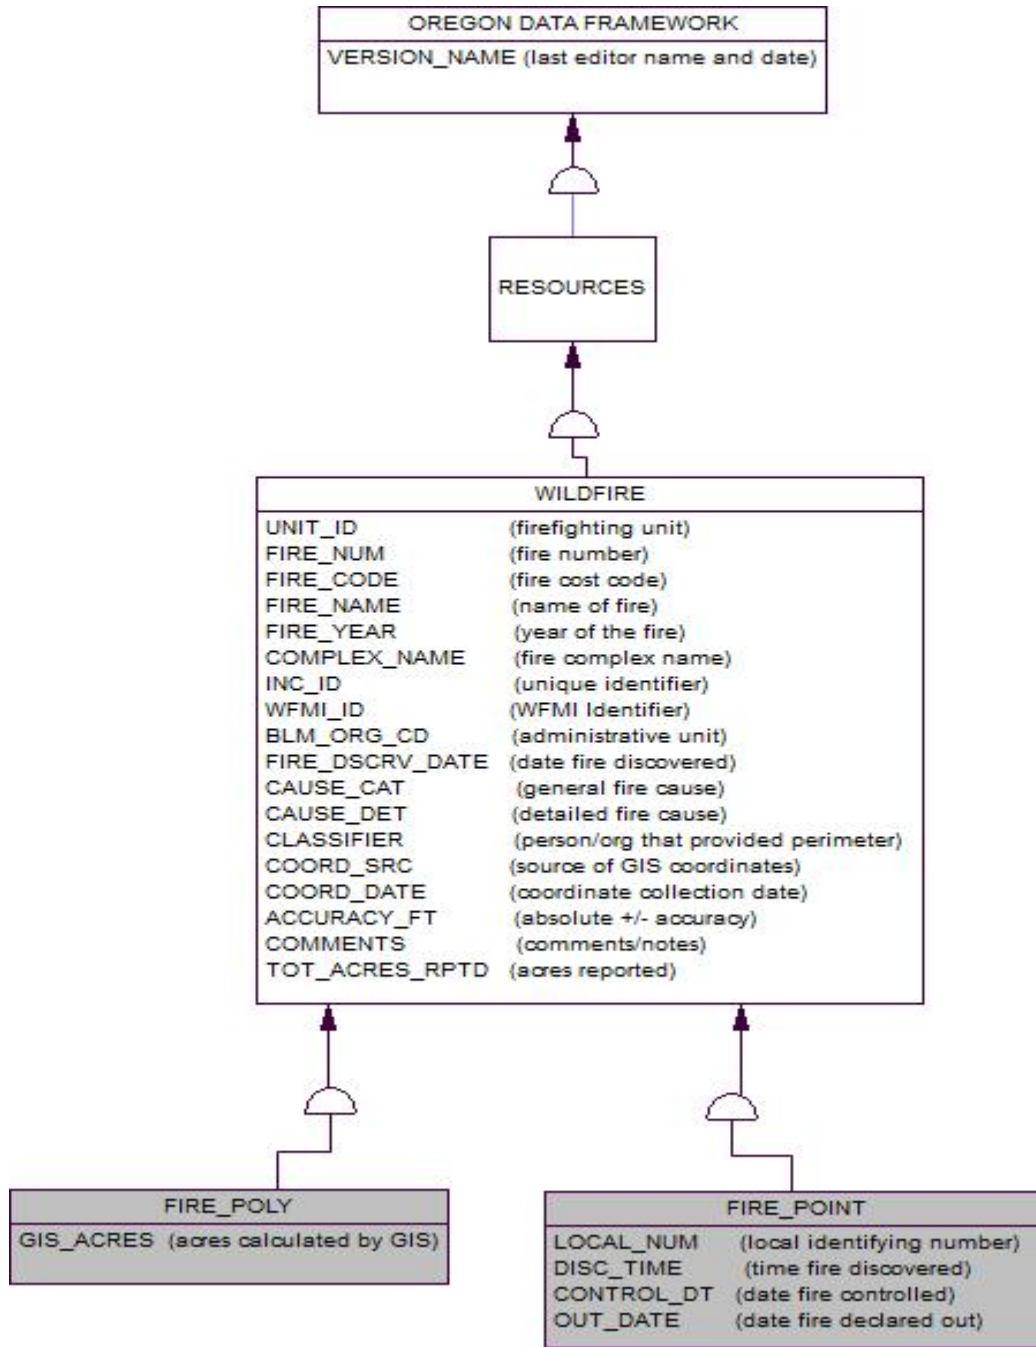 OREGON DATA FRAMEWORK
VERSION_NAME (last editor name and date)
RESOURCES
WILDFIRE
UNIT_ID (firefighting unit)
FIRE_NUM (fire number)
FIRE_CODE (fire cost code)
FIRE_NAME (name of fire)
FIRE_YEAR (year of the fire)
COMPLEX_NAME (fire complex name)
INC_ID (unique identifier)
WFMI_ID (WFMI Identifier)
BLM_ORG_CD (administrative unit)
FIRE_DSCRV_DATE (date fire discovered)
CAUSE_CAT (general fire cause)
CAUSE_DET (detailed fire cause)
CLASSIFIER (person/org that provided perimeter)
COORD_SRC (source of GIS coordinates)
COORD_DATE (coordinate collection date)
ACCURACY_FT (absolute +/- accuracy)
COMMENTS (comments/notes)
TOT_ACRES_RPTD (acres reported)
FIRE_POLY
GIS_ACRES (acres calculated by GIS)
FIRE_POINT
LOCAL_NUM (local identifying number)
DISC_TIME (time fire discovered)
CONTROL_DT (date fire controlled)
OUT_DATE (date fire declared out)